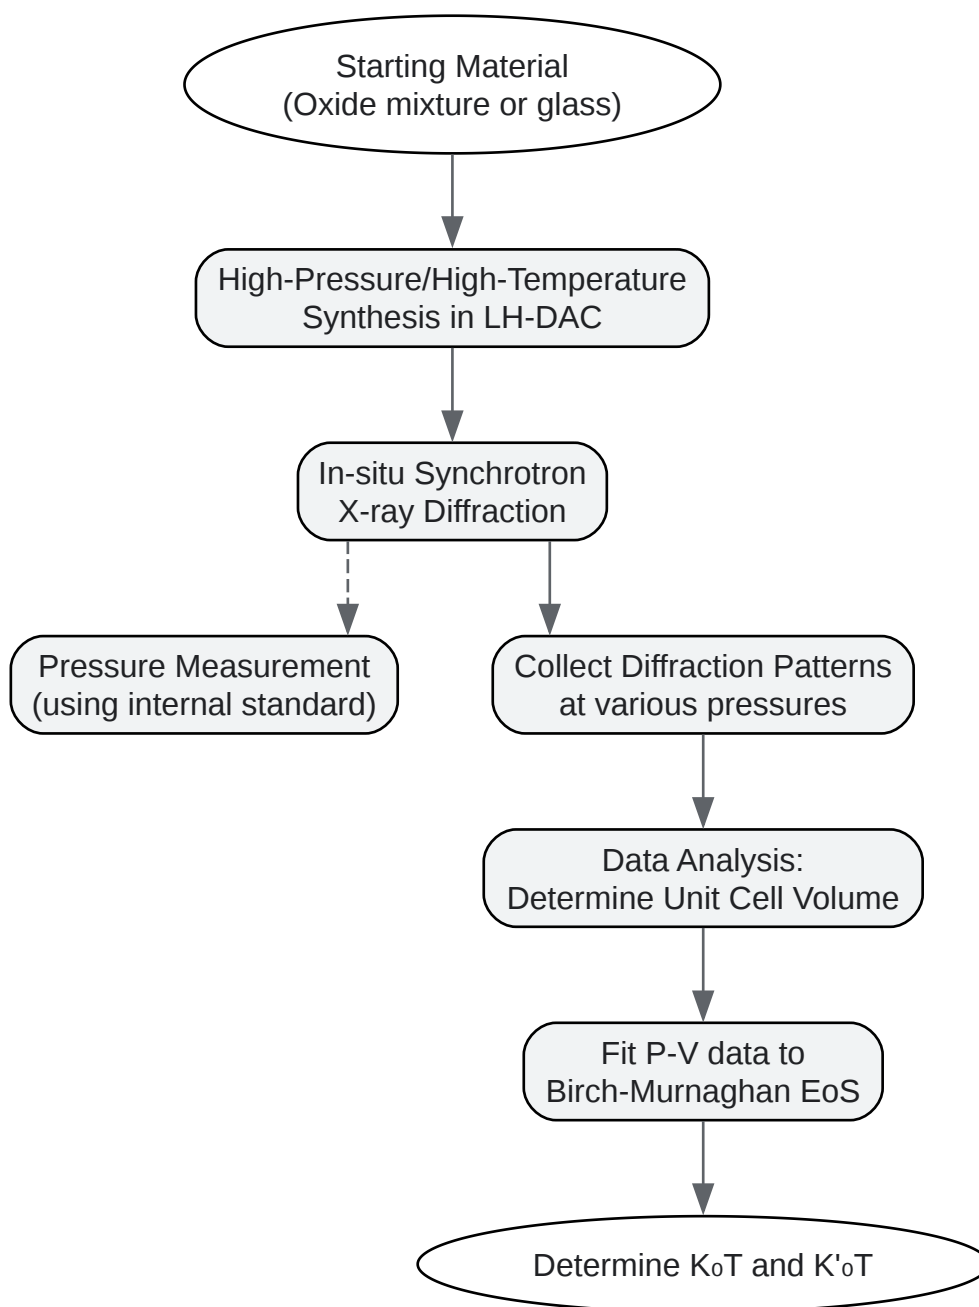 Starting Material
(Oxide mixture or glass)
High-Pressure/High-Temperature
Synthesis in LH-DAC
In-situ Synchrotron
X-ray Diffraction
Pressure Measurement
(using internal standard)
Collect Diffraction Patterns
at various pressures
Data Analysis:
Determine Unit Cell Volume
Fit P-V data to
Birch-Murnaghan EoS
Determine K₀T and K'₀T